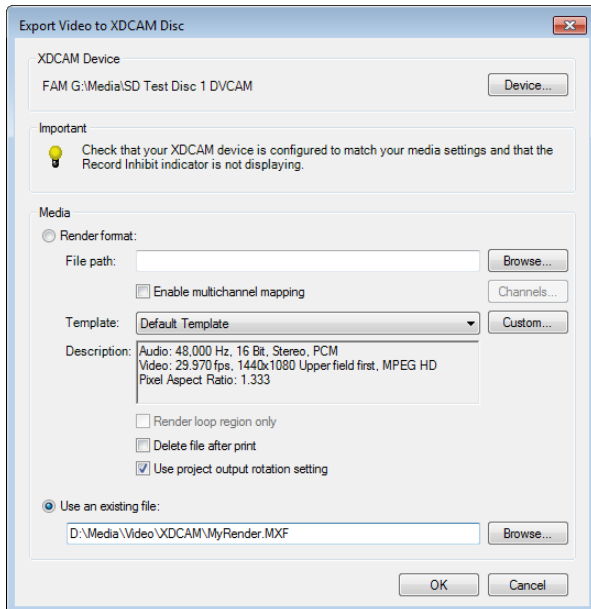 Export Video to XDCAM Disc
XDCAM Device
FAM G:\Media\SD Test Disc 1 DVCAM
Device...
Important
Check that your XDCAM device is configured to match your media settings and that the
Record Inhibit indicator is not displaying.
Media
Render format:
File path:
Browse...
Enable multichannel mapping
Channels...
Template:
Default Template
Custom...
Description:
Audio: 48,000 Hz, 16 Bit, Stereo, PCM
Video: 29.970 fps, 1440x1080 Upper field first, MPEG HD
Pixel Aspect Ratio: 1.333
Render loop region only
Delete file after print
Use project output rotation setting
Use an existing file:
D:\Media\Video\XDCAM\MyRender.MXF
Browse...
OK
Cancel